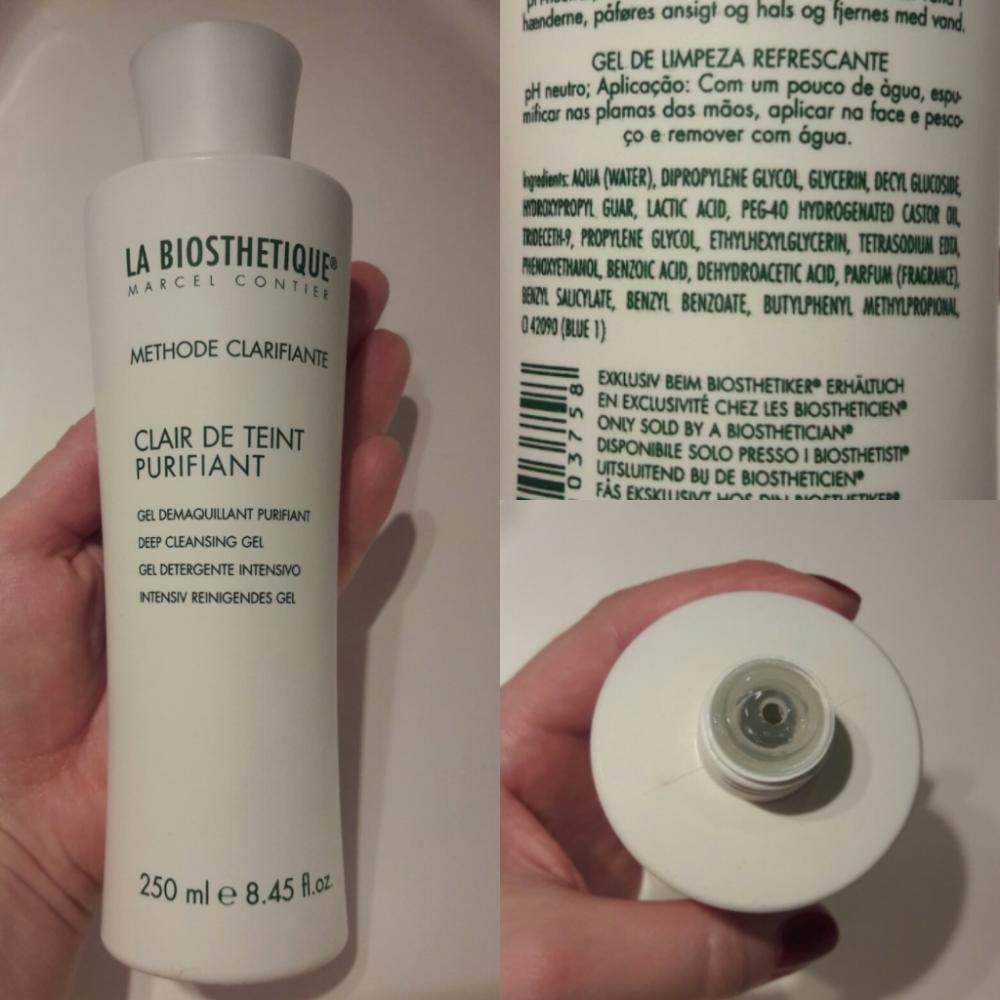 LA BIOSTHETIQUE®
MARCEL CONTIER
METHODE CLARIFIANTE
CLAIR DE TEINT
PURIFIANT
GEL DEMAQUILLANT PURIFIANT
DEEP CLEANSING GEL
GEL DETERGENTE INTENSIVO
INTENSIV REINIGENDES GEL
250 ml e 8.45 fl.oz.
hænderne, påføres ansigt og hals og fjernes med vand.
GEL DE LIMPEZA REFRESCANTE
pH neutro; Aplicação: Com um pouco de àgua, espu-
mificar nas plamas das mãos, aplicar na face e pesco-
ço e remover com água.
Ingredients: AQUA (WATER), DIPROPYLENE GLYCOL, GLYCERIN, DECYL GLUCOSIDE,
HYDROXYPROPYL GUAR, LACTIC ACID, PEG-40 HYDROGENATED CASTOR OIL,
TRIDECETH-9, PROPYLENE GLYCOL, ETHYLHEXYLGLYCERIN, TETRASODIUM EDTA,
PHENOXYETHANOL, BENZOIC ACID, DEHYDROACETIC ACID, PARFUM (FRAGRANCE),
BENZYL SALICYLATE, BENZYL BENZOATE, BUTYLPHENYL METHYLPROPIONAL,
CI 42090 (BLUE 1)
03758
EXKLUSIV BEIM BIOSTHETIKER® ERHÄLTLICH
EN EXCLUSIVITÉ CHEZ LES BIOSTHETICIEN®
ONLY SOLD BY A BIOSTHETICIAN®
DISPONIBILE SOLO PRESSO I BIOSTHETISTI®
UITSLUITEND BIJ DE BIOSTHETICIEN®
FÅS EKSKLUSIVT HOS DIN BIOSTHETIKER®